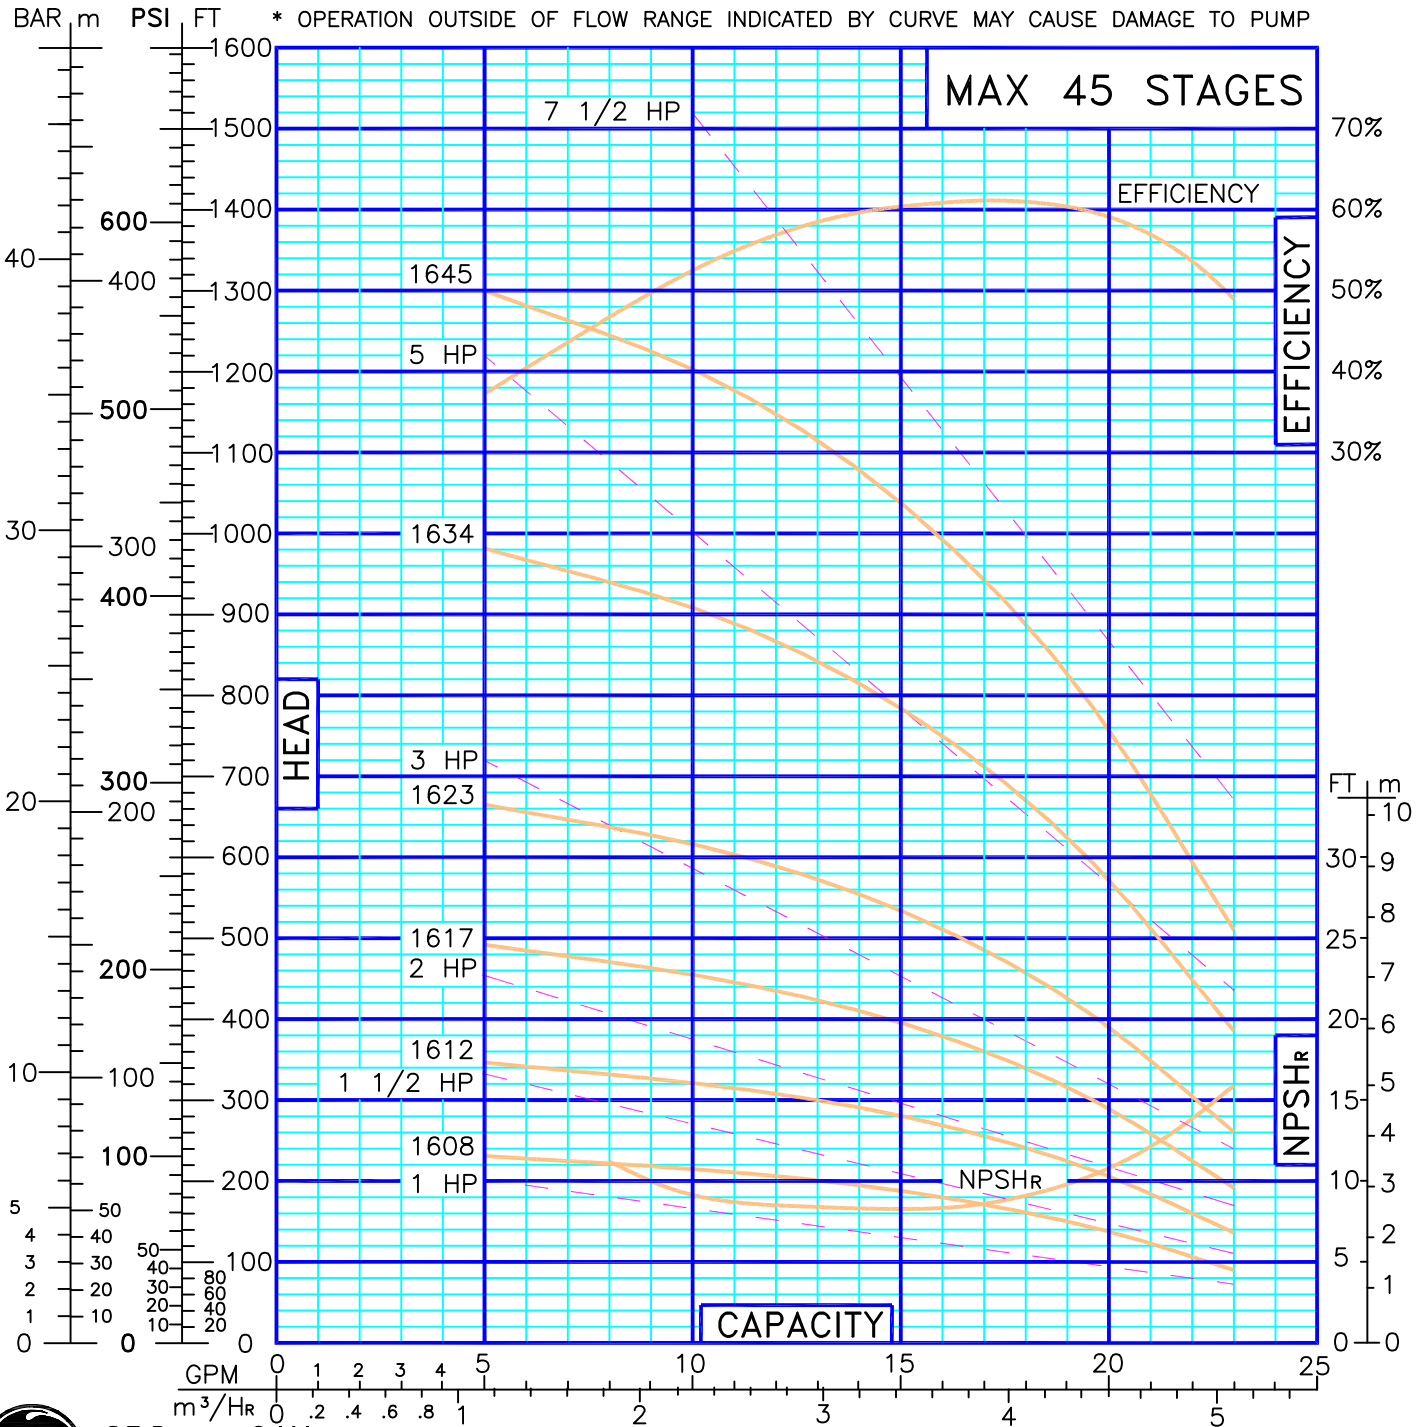 BAR m PSI FT * OPERATION OUTSIDE OF FLOW RANGE INDICATED BY CURVE MAY CAUSE DAMAGE TO PUMP
1600
MAX 45 STAGES
7 1/2 HP
1500 70%
EFFICIENCY
600 1400 60%
40 400 1645 1300 50%
EFFICIENCY
5 HP
1200 40%
500 1100 30%
30 300 1000 1634
400 900
800
HEAD
3 HP
300 700 FT m
20 200 1623 10
600 30 9
8
500 1617 25
200 2 HP 7
400 20 6
10 100 1612 5
1 1/2 HP
300 15
NPSHR
100 1608 4
200 1 HP NPSHR 10 3
5 50
4 40 50 100 5 2
3 30 40 80
2 20 30 60 1
1 10 20 40
10 20
CAPACITY
0 0 0 0 0 0
GPM 0 1 2 3 4 5 10 15 20 25
m³/HR 0 .2 .4 .6 .8 1 2 3 4 5